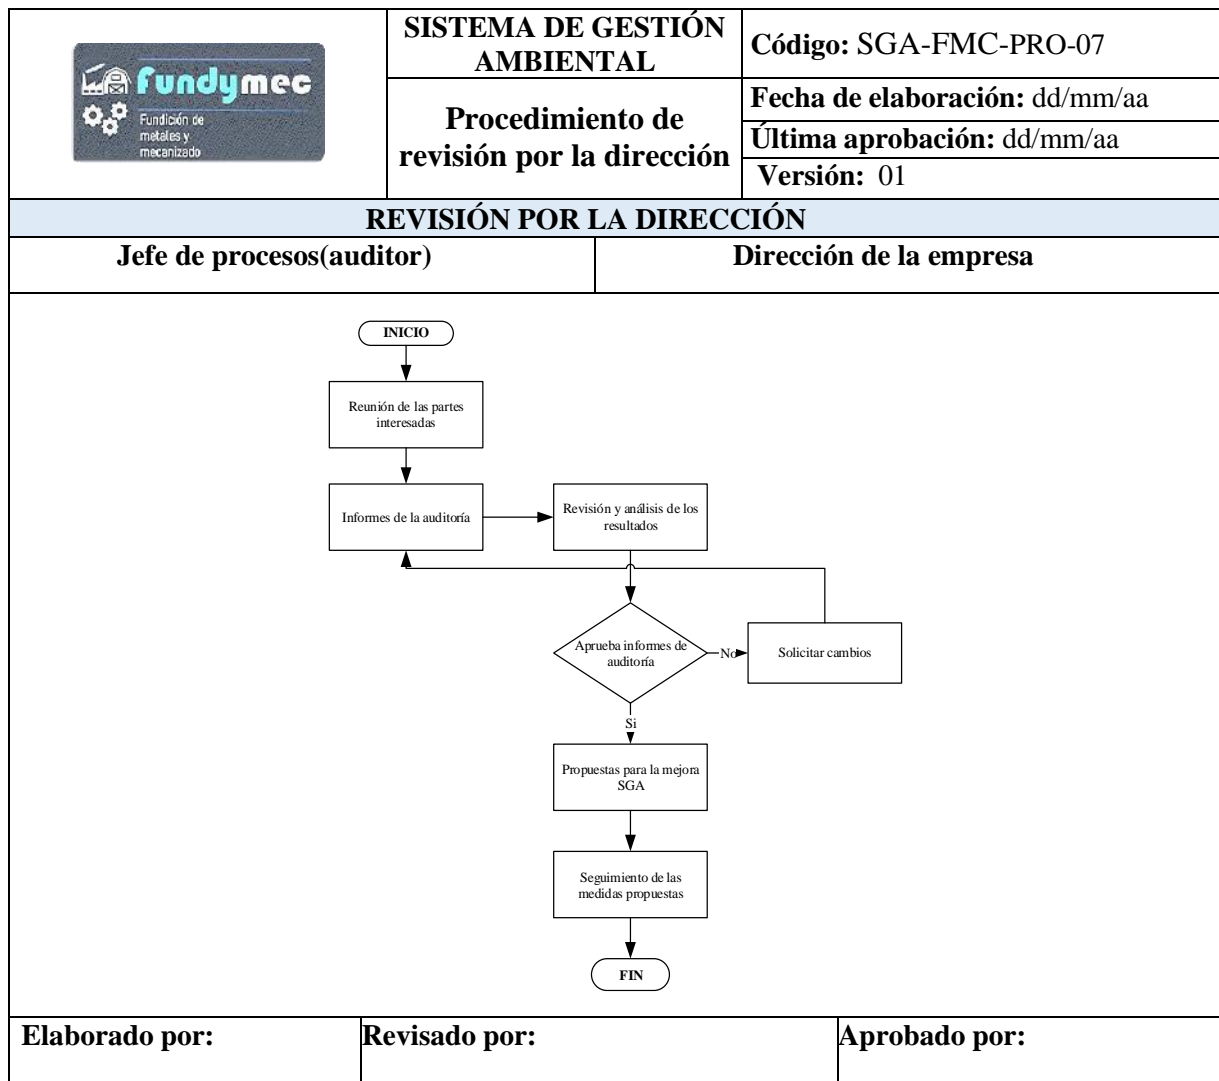 fundymec
Fundición de
metales y
mecanizado
SISTEMA DE GESTIÓN
AMBIENTAL
Código: SGA-FMC-PRO-07
Procedimiento de
revisión por la dirección
Fecha de elaboración: dd/mm/aa
Última aprobación: dd/mm/aa
Versión: 01
REVISIÓN POR LA DIRECCIÓN
Jefe de procesos(auditor)
Dirección de la empresa
INICIO
Reunión de las partes
interesadas
Informes de la auditoría
Revisión y análisis de los
resultados
Aprueba informes de
auditoría
No
Solicitar cambios
Si
Propuestas para la mejora
SGA
Seguimiento de las
medidas propuestas
FIN
Elaborado por:
Revisado por:
Aprobado por: